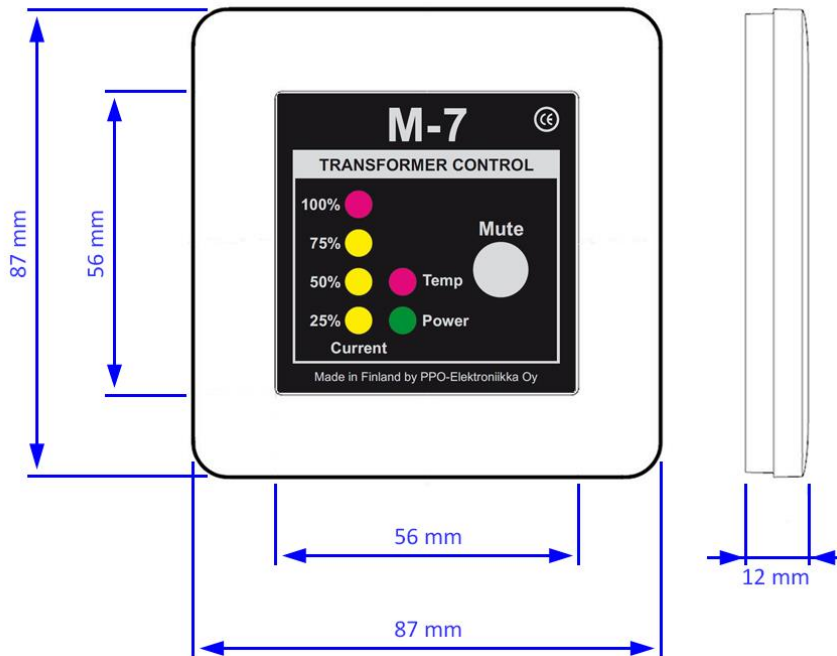 M-7
CE
TRANSFORMER CONTROL
100%
75%
Mute
50%
Temp
25%
Power
Current
Made in Finland by PPO-Elektroniikka Oy
87 mm
56 mm
56 mm
12 mm
87 mm